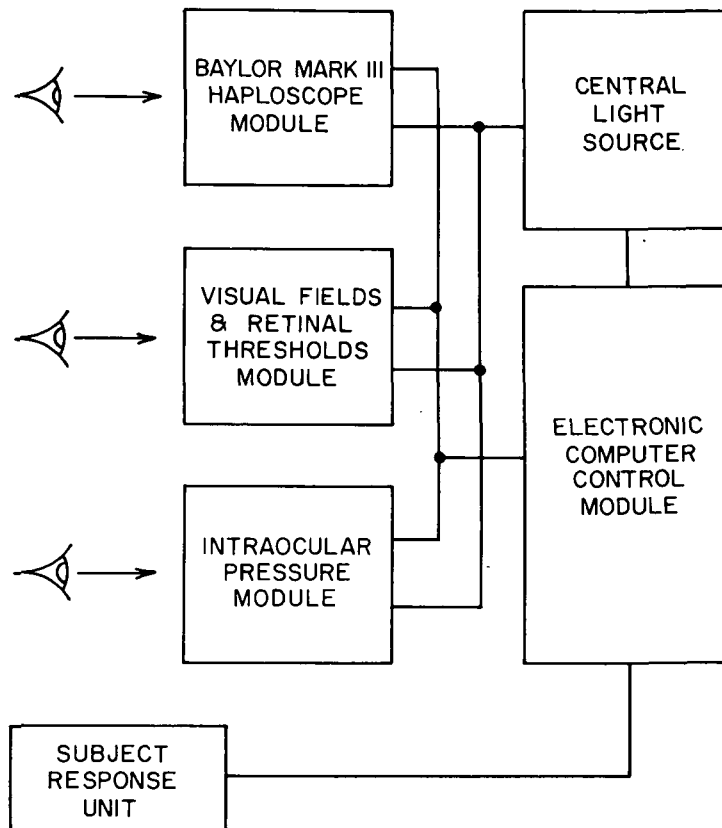 BAYLOR MARK III
HAPLOSCOPE
MODULE
CENTRAL
LIGHT
SOURCE.
VISUAL FIELDS
& RETINAL
THRESHOLDS
MODULE
ELECTRONIC
COMPUTER
CONTROL
MODULE
INTRAOCULAR
PRESSURE
MODULE
SUBJECT
RESPONSE
UNIT